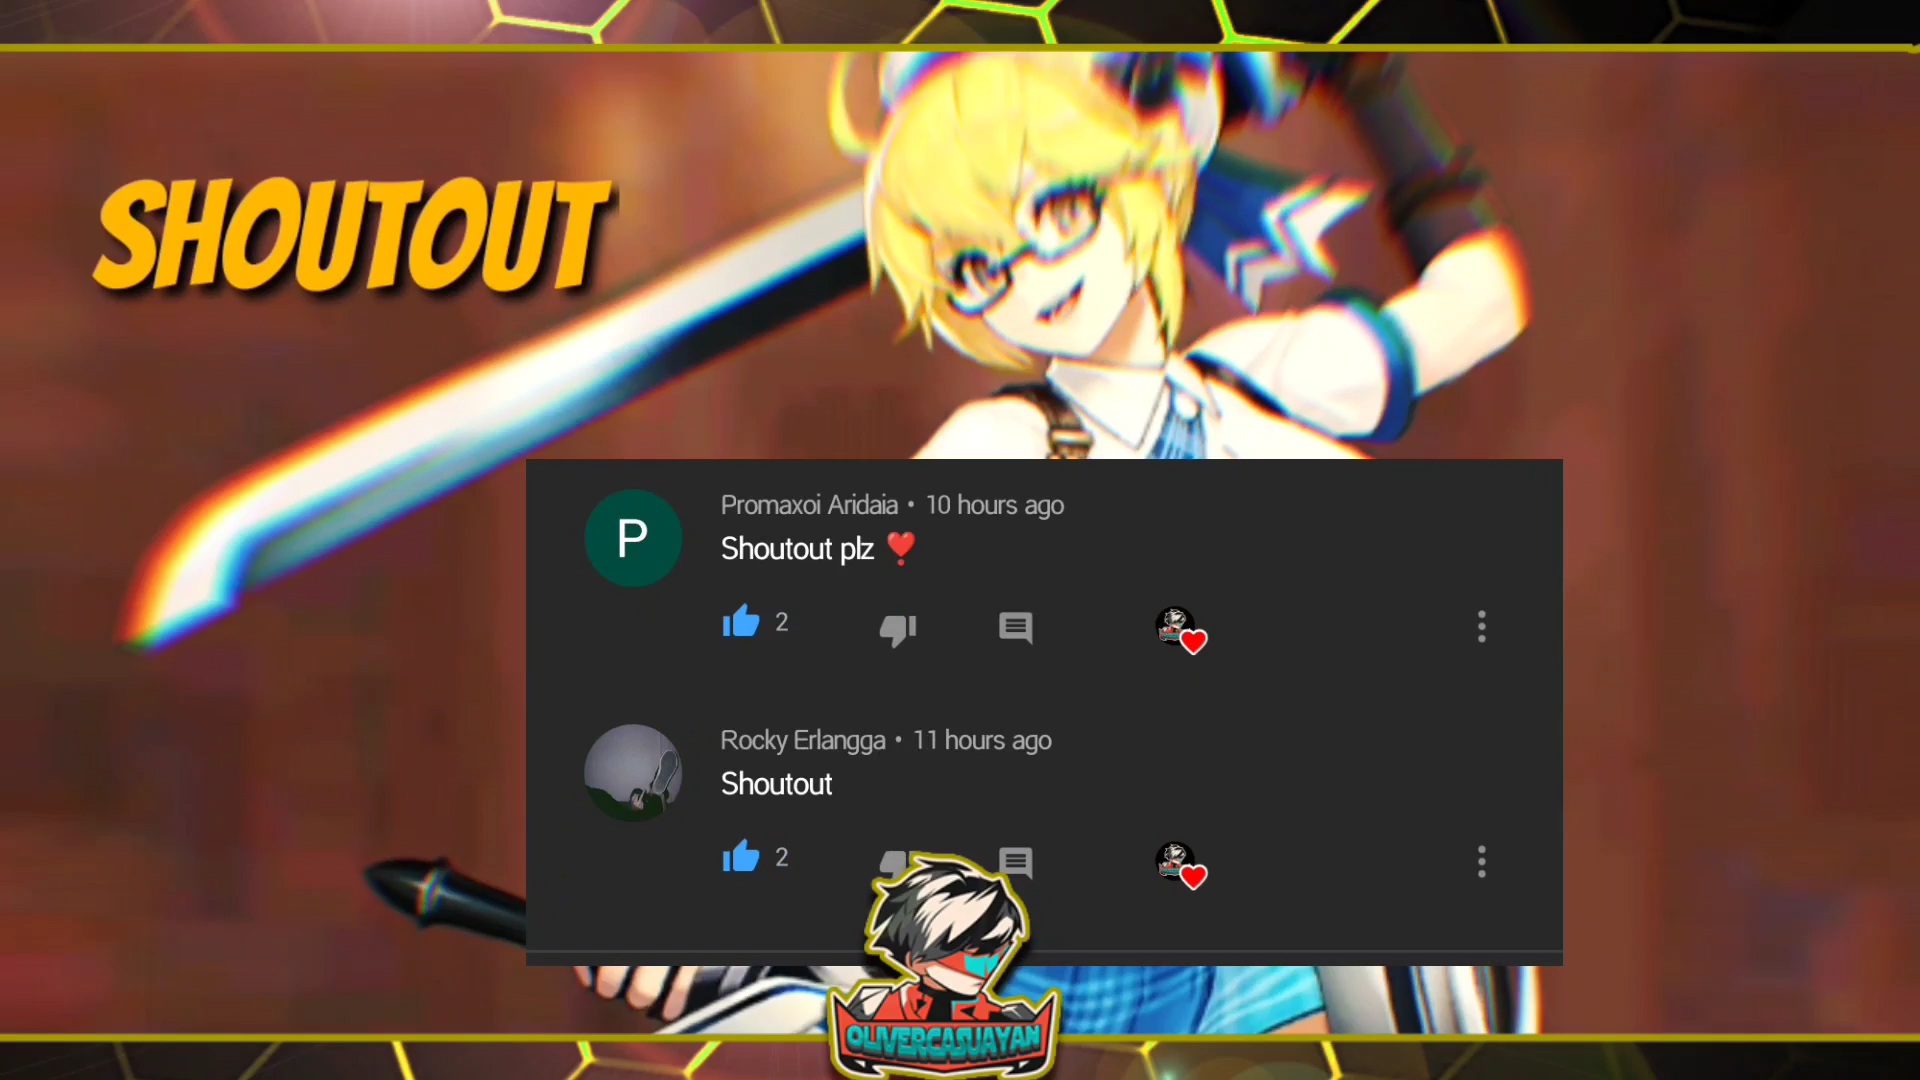 SHOUTOUT
P
Promaxoi Aridaia • 10 hours ago
Shoutout plz ❣️
2
Rocky Erlangga • 11 hours ago
Shoutout
2
OLIVERCASUAYAN